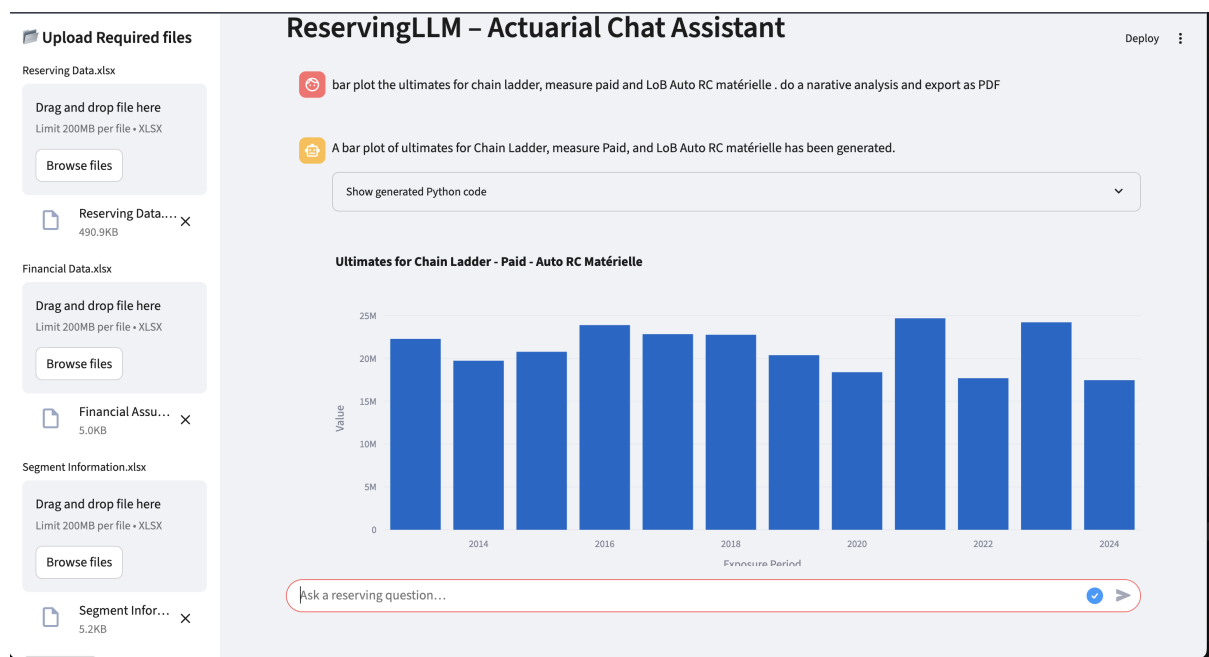 Upload Required files
Reserving Data.xlsx
Drag and drop file here
Limit 200MB per file • XLSX
Browse files
Reserving Data....
490.9KB
Financial Data.xlsx
Drag and drop file here
Limit 200MB per file • XLSX
Browse files
Financial Assu...
5.0KB
Segment Information.xlsx
Drag and drop file here
Limit 200MB per file • XLSX
Browse files
Segment Infor...
5.2KB
ReservingLLM – Actuarial Chat Assistant
Deploy
bar plot the ultimates for chain ladder, measure paid and LoB Auto RC matérielle . do a narative analysis and export as PDF
A bar plot of ultimates for Chain Ladder, measure Paid, and LoB Auto RC matérielle has been generated.
Show generated Python code
Ultimates for Chain Ladder - Paid - Auto RC Matérielle
25M
20M
15M
10M
5M
0
Value
2014 2016 2018 2020 2022 2024
Exposure Period
Ask a reserving question…